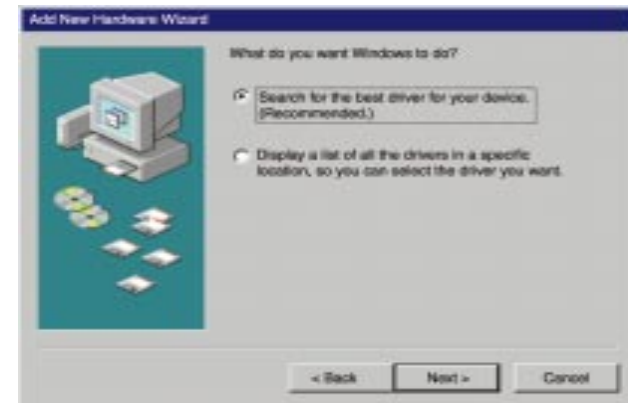 Add New Hardware Wizard
What do you want Windows to do?
Search for the best driver for your device.
(Recommended.)
Display a list of all the drivers in a specific
location, so you can select the driver you want.
< Back
Next >
Cancel